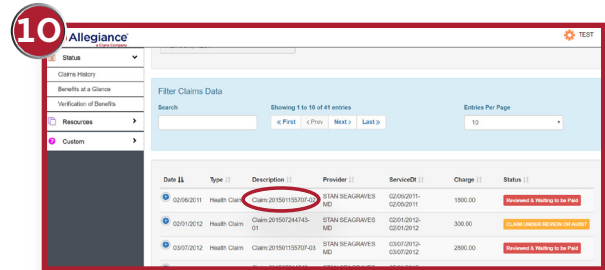 10
Allegiance
a Cigna Company
TEST
Status
Claims History
Benefits at a Glance
Verification of Benefits
Resources
Custom
Filter Claims Data
Search
Showing 1 to 10 of 41 entries
Entries Per Page
« First < Prev Next > Last »
10
Date Type Description Provider ServiceDt Charge Status
02/06/2011 Health Claim Claim:201501155707-02 STAN SEAGRAVES MD 02/06/2011-02/06/2011 1800.00 Reviewed & Waiting to be Paid
02/01/2012 Health Claim Claim:201507244743-01 STAN SEAGRAVES MD 02/01/2012-02/01/2012 300.00 CLAIM UNDER REVIEW OR AUDIT
03/07/2012 Health Claim Claim:201501155707-03 STAN SEAGRAVES MD 03/07/2012-03/07/2012 2800.00 Reviewed & Waiting to be Paid